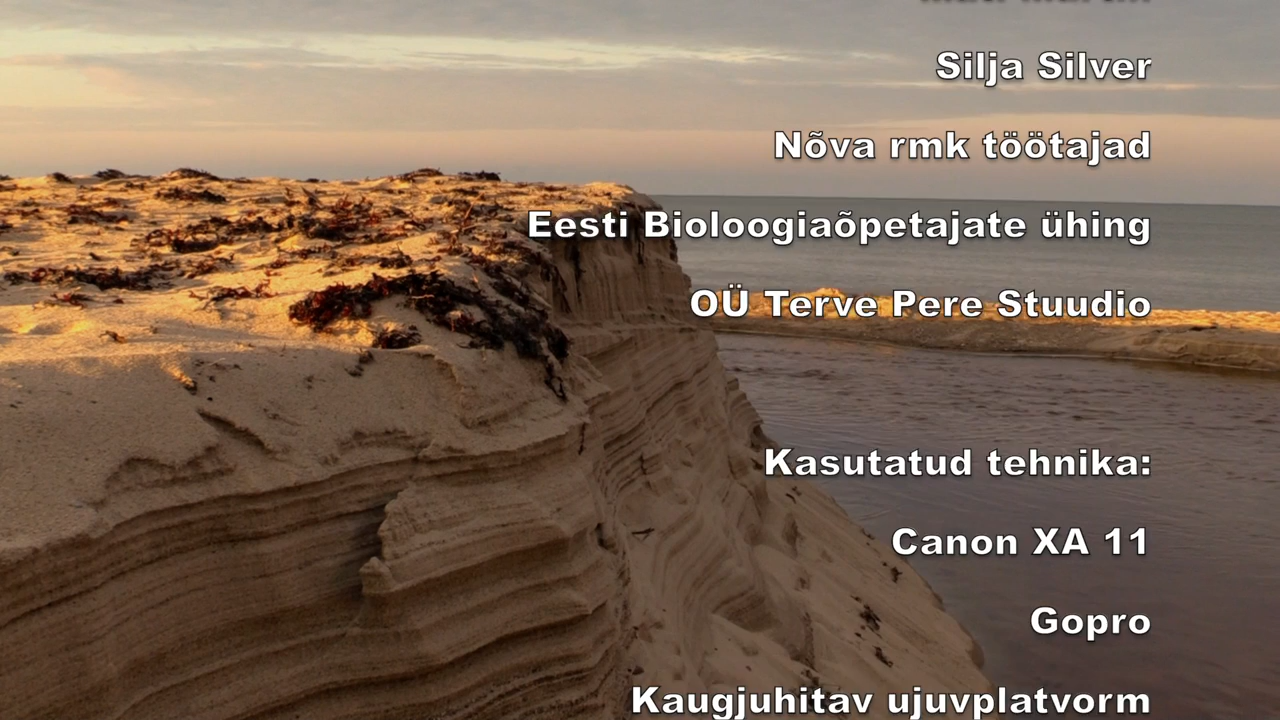 Silja Silver
Nõva rmk töötajad
Eesti Bioloogiaõpetajate ühing
OÜ Terve Pere Stuudio
Kasutatud tehnika:
Canon XA 11
Gopro
Kaugjuhitav ujuvplatvorm